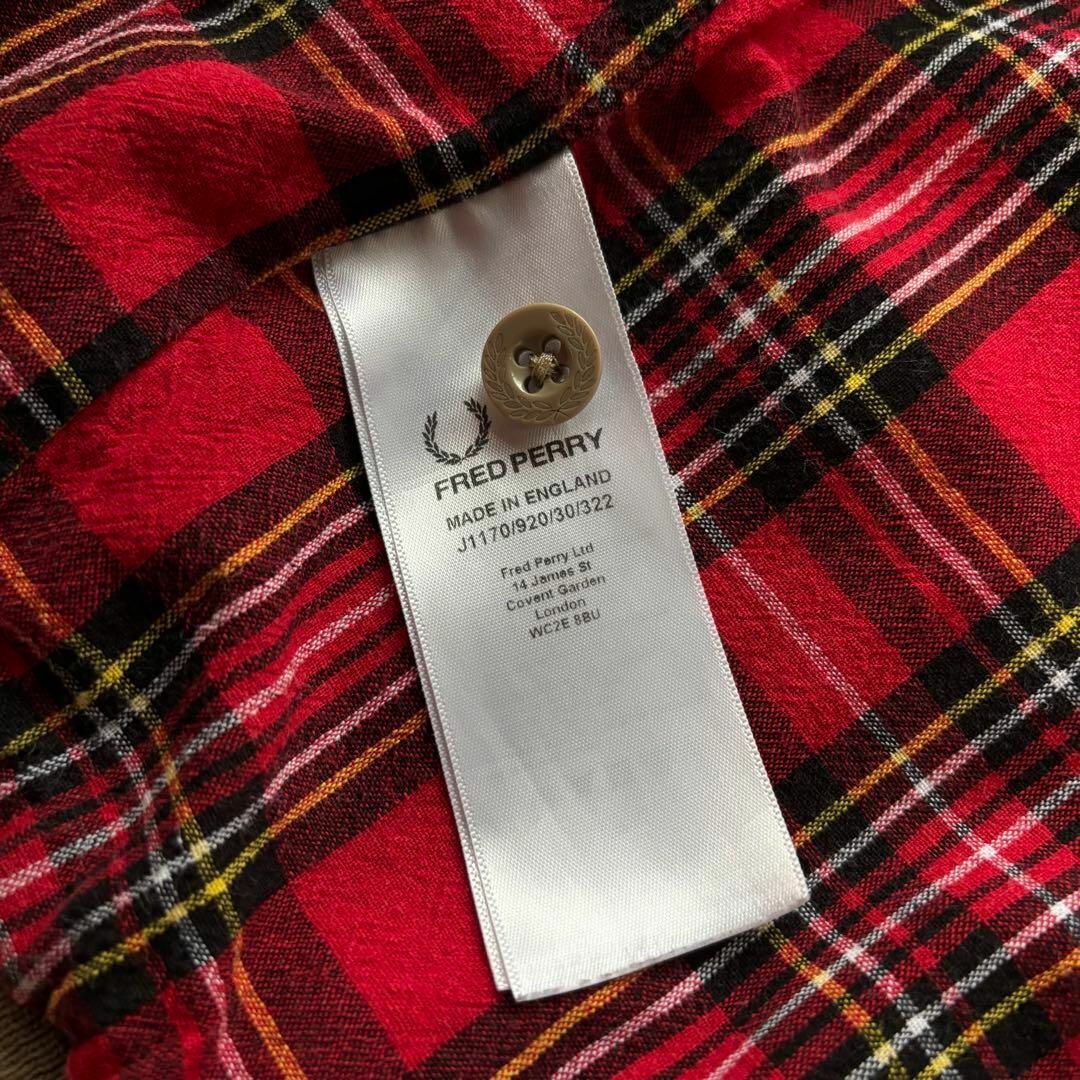 FRED PERRY
MADE IN ENGLAND
J1170/920/30/322
Fred Perry Ltd
14 James St
Covent Garden
London
WC2E 8BU